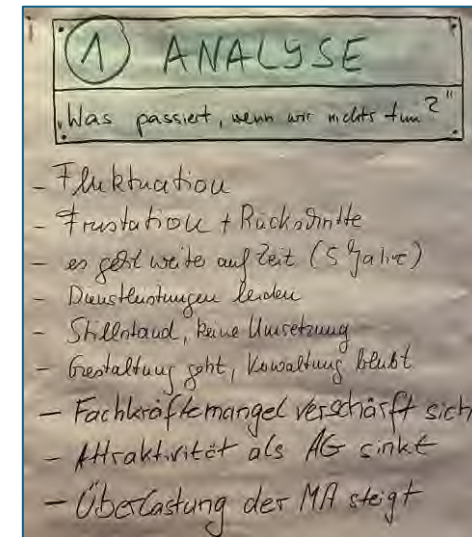 1 ANALYSE
„Was passiert, wenn wir nichts tun?"
- Fluktuation
- Frustation + Rückschritte
- es geht weiter auf Zeit (5 Jahre)
- Dienstleistungen leiden
- Stillstand, keine Umsetzung
- Gestaltung geht, Verwaltung bleibt
- Fachkräftemangel verschärft sich
- Attraktivität als AG sinkt
- Überlastung der MA steigt